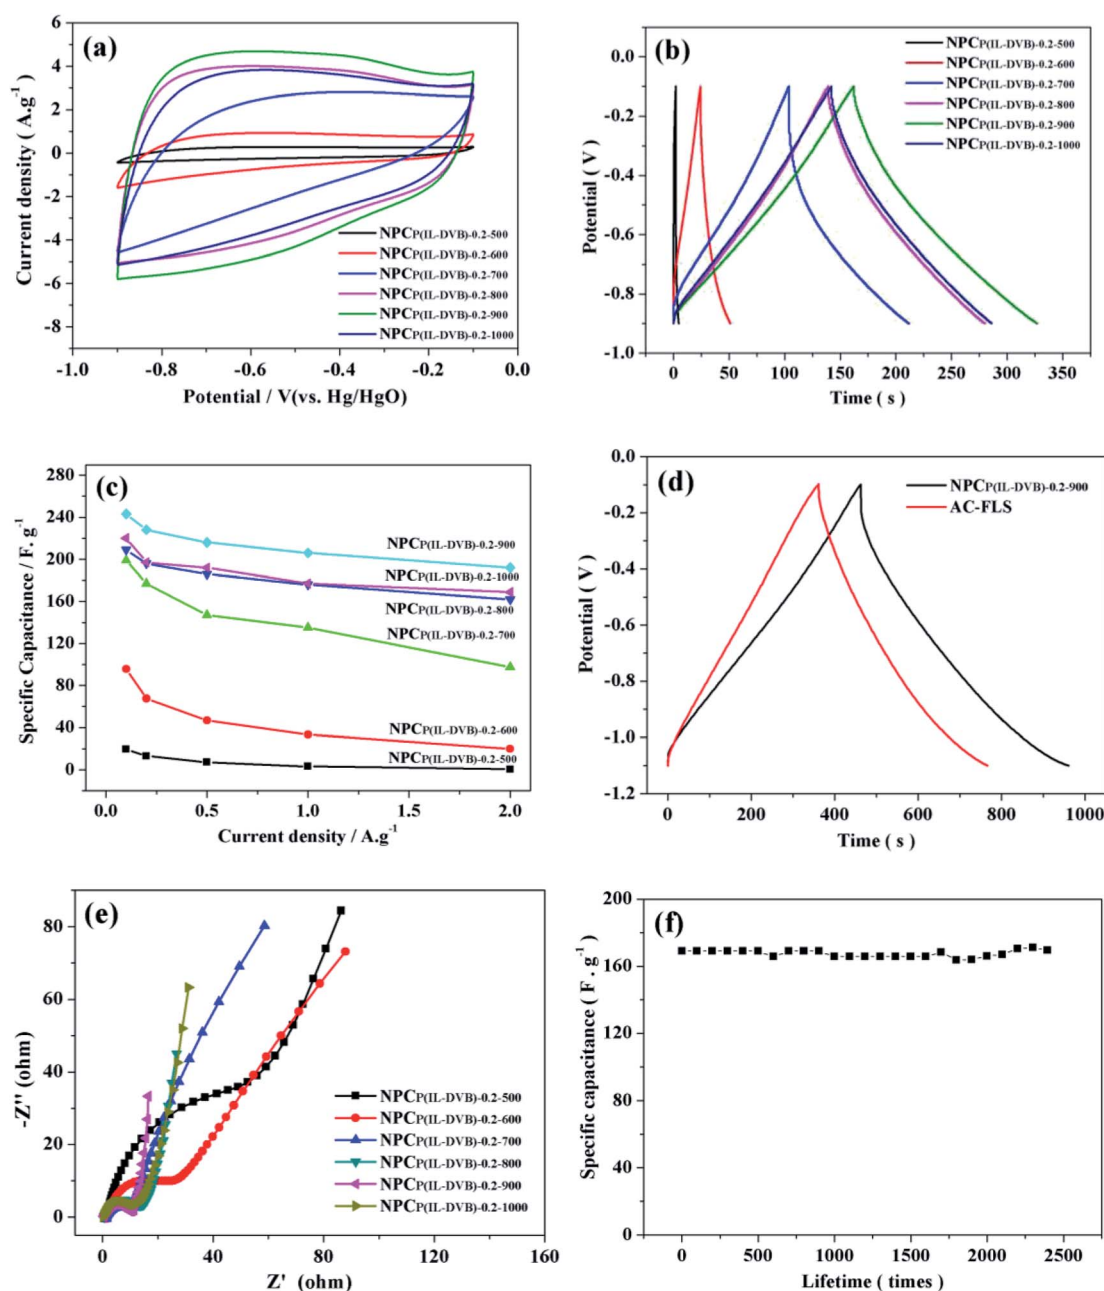 (a)
Current density ( A.g-1)
8
6
4
2
0
-2
-4
-6
-8
-1.0 -0.8 -0.6 -0.4 -0.2 0.0
Potential / V(vs. Hg/HgO)
NPCP(IL-DVB)-0.2-500
NPCP(IL-DVB)-0.2-600
NPCP(IL-DVB)-0.2-700
NPCP(IL-DVB)-0.2-800
NPCP(IL-DVB)-0.2-900
NPCP(IL-DVB)-0.2-1000
(b)
Potential ( V )
0.0
-0.2
-0.4
-0.6
-0.8
-1.0
0 50 100 150 200 250 300 350
Time ( s )
NPCP(IL-DVB)-0.2-500
NPCP(IL-DVB)-0.2-600
NPCP(IL-DVB)-0.2-700
NPCP(IL-DVB)-0.2-800
NPCP(IL-DVB)-0.2-900
NPCP(IL-DVB)-0.2-1000
(c)
Specific Capacitance / F. g-1
280
240
200
160
120
80
40
0
0.0 0.5 1.0 1.5 2.0
Current density / A.g-1
NPCP(IL-DVB)-0.2-900
NPCP(IL-DVB)-0.2-1000
NPCP(IL-DVB)-0.2-800
NPCP(IL-DVB)-0.2-700
NPCP(IL-DVB)-0.2-600
NPCP(IL-DVB)-0.2-500
(d)
Potential ( V )
0.0
-0.2
-0.4
-0.6
-0.8
-1.0
-1.2
0 200 400 600 800 1000
Time ( s )
NPCP(IL-DVB)-0.2-900
AC-FLS
(e)
-Z'' (ohm)
80
60
40
20
0
0 40 80 120 160
Z' (ohm)
NPCP(IL-DVB)-0.2-500
NPCP(IL-DVB)-0.2-600
NPCP(IL-DVB)-0.2-700
NPCP(IL-DVB)-0.2-800
NPCP(IL-DVB)-0.2-900
NPCP(IL-DVB)-0.2-1000
(f)
Specific capacitance ( F . g-1)
200
160
120
80
40
0
0 500 1000 1500 2000 2500
Lifetime ( times )